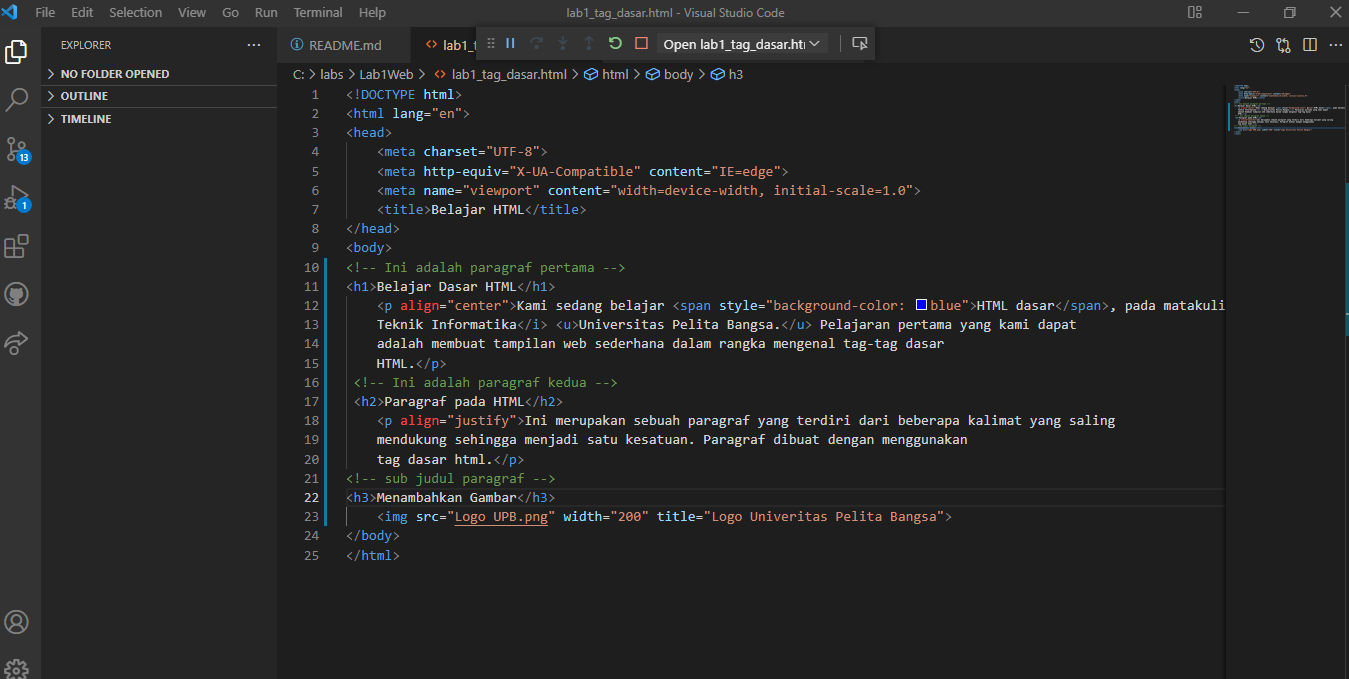 File Edit Selection View Go Run Terminal Help lab1_tag_dasar.html - Visual Studio Code
EXPLORER
NO FOLDER OPENED
OUTLINE
TIMELINE
13
1
README.md
lab1_t
Open lab1_tag_dasar.ht
C: > labs > Lab1Web > lab1_tag_dasar.html > html > body > h3
1 <!DOCTYPE html>
2 <html lang="en">
3 <head>
4 <meta charset="UTF-8">
5 <meta http-equiv="X-UA-Compatible" content="IE=edge">
6 <meta name="viewport" content="width=device-width, initial-scale=1.0">
7 <title>Belajar HTML</title>
8 </head>
9 <body>
10 <!-- Ini adalah paragraf pertama -->
11 <h1>Belajar Dasar HTML</h1>
12 <p align="center">Kami sedang belajar <span style="background-color: blue">HTML dasar</span>, pada matakuli
13 Teknik Informatika</i> <u>Universitas Pelita Bangsa.</u> Pelajaran pertama yang kami dapat
14 adalah membuat tampilan web sederhana dalam rangka mengenal tag-tag dasar
15 HTML.</p>
16 <!-- Ini adalah paragraf kedua -->
17 <h2>Paragraf pada HTML</h2>
18 <p align="justify">Ini merupakan sebuah paragraf yang terdiri dari beberapa kalimat yang saling
19 mendukung sehingga menjadi satu kesatuan. Paragraf dibuat dengan menggunakan
20 tag dasar html.</p>
21 <!-- sub judul paragraf -->
22 <h3>Menambahkan Gambar</h3>
23 <img src="Logo UPB.png" width="200" title="Logo Univeritas Pelita Bangsa">
24 </body>
25 </html>